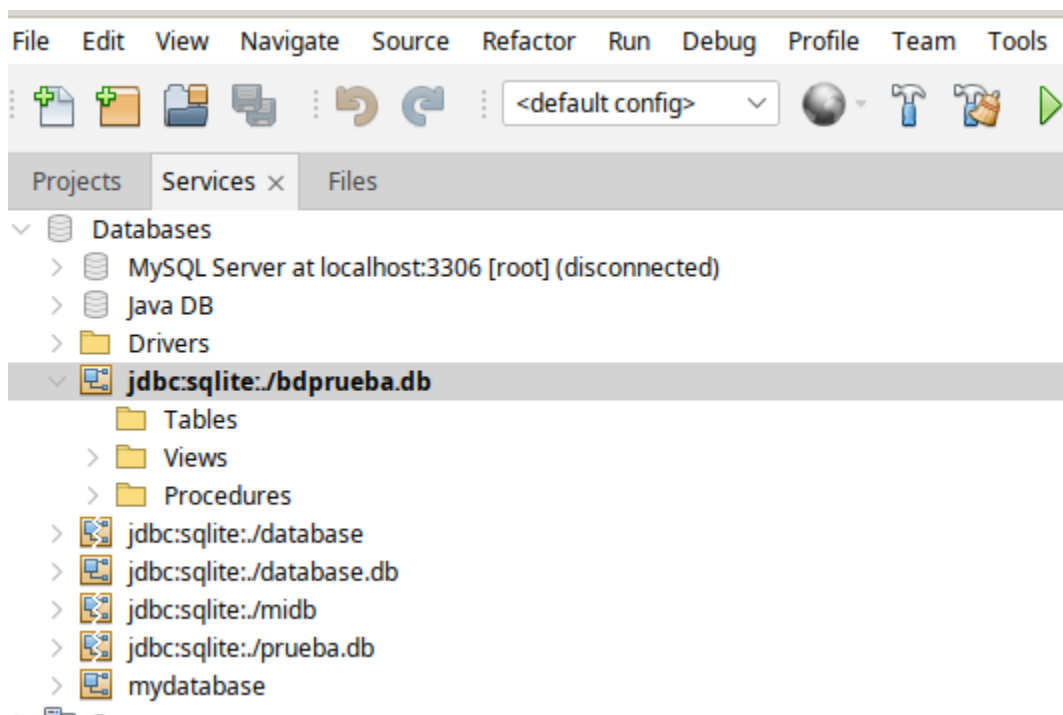 File Edit View Navigate Source Refactor Run Debug Profile Team Tools
<default config>
Projects Services × Files
Databases
MySQL Server at localhost:3306 [root] (disconnected)
Java DB
Drivers
jdbc:sqlite:./bdprueba.db
Tables
Views
Procedures
jdbc:sqlite:./database
jdbc:sqlite:./database.db
jdbc:sqlite:./midb
jdbc:sqlite:./prueba.db
mydatabase